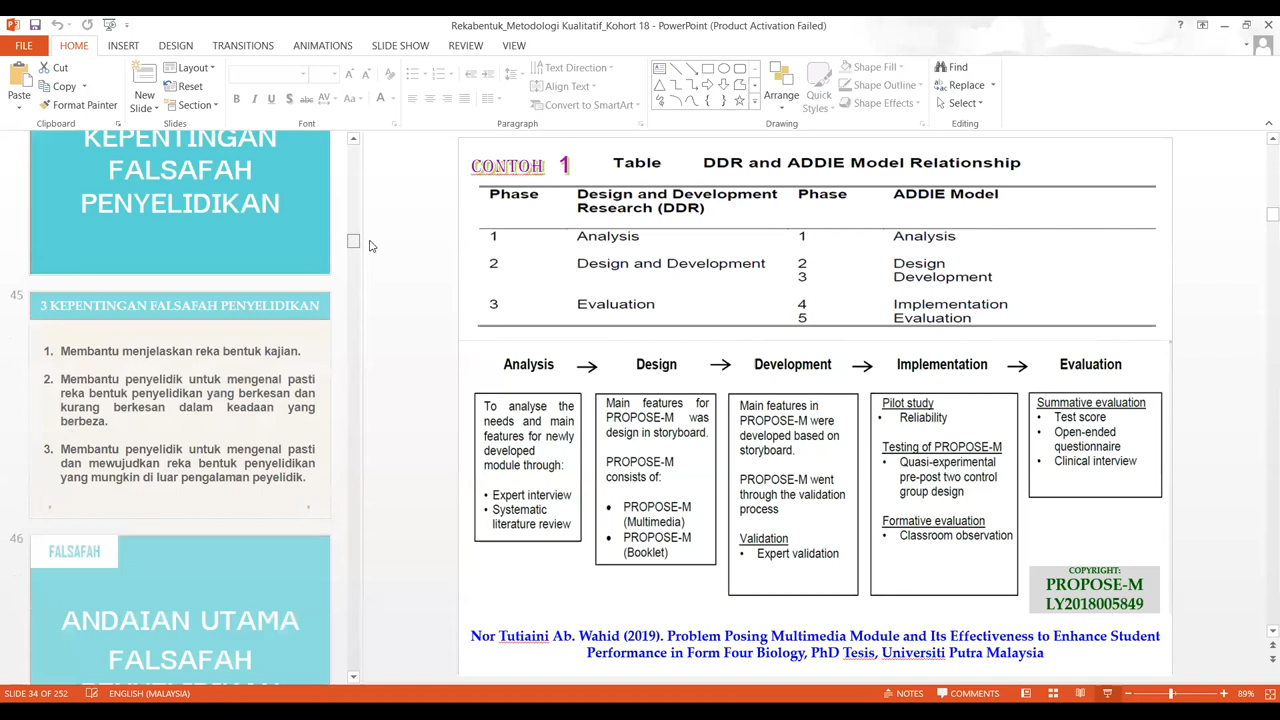 Rekabentuk_Metodologi Kualitatif_Kohort 18 - PowerPoint (Product Activation Failed)
FILE HOME INSERT DESIGN TRANSITIONS ANIMATIONS SLIDE SHOW REVIEW VIEW
Paste
Cut
Copy
Format Painter
Clipboard
New Slide
Layout
Reset
Section
Slides
B I U S abc AV Aa A
Font
Text Direction
Align Text
Convert to SmartArt
Paragraph
Arrange
Quick Styles
Shape Fill
Shape Outline
Shape Effects
Drawing
Find
Replace
Select
Editing
KEPENTINGAN
FALSAFAH
PENYELIDIKAN
45
3 KEPENTINGAN FALSAFAH PENYELIDIKAN
1. Membantu menjelaskan reka bentuk kajian.
2. Membantu penyelidik untuk mengenal pasti
reka bentuk penyelidikan yang berkesan dan
kurang berkesan dalam keadaan yang
berbeza.
3. Membantu penyelidik untuk mengenal pasti
dan mewujudkan reka bentuk penyelidikan
yang mungkin di luar pengalaman peyelidik.
46
FALSAFAH
ANDAIAN UTAMA
FALSAFAH
PENYELIDIKAN
CONTOH 1 Table DDR and ADDIE Model Relationship
Phase Design and Development Phase ADDIE Model
Research (DDR)
1 Analysis 1 Analysis
2 Design and Development 2 Design
3 Development
3 Evaluation 4 Implementation
5 Evaluation
Analysis → Design → Development → Implementation → Evaluation
To analyse the
needs and main
features for newly
developed
module through:
• Expert interview
• Systematic
literature review
Main features for
PROPOSE-M was
design in storyboard.
PROPOSE-M
consists of:
• PROPOSE-M
(Multimedia)
• PROPOSE-M
(Booklet)
Main features in
PROPOSE-M were
developed based on
storyboard.
PROPOSE-M went
through the validation
process
Validation
• Expert validation
Pilot study
• Reliability
Testing of PROPOSE-M
• Quasi-experimental
pre-post two control
group design
Formative evaluation
• Classroom observation
Summative evaluation
• Test score
• Open-ended
questionnaire
• Clinical interview
COPYRIGHT:
PROPOSE-M
LY2018005849
Nor Tutiaini Ab. Wahid (2019). Problem Posing Multimedia Module and Its Effectiveness to Enhance Student
Performance in Form Four Biology, PhD Tesis, Universiti Putra Malaysia
SLIDE 34 OF 252 ENGLISH (MALAYSIA) NOTES COMMENTS 89%